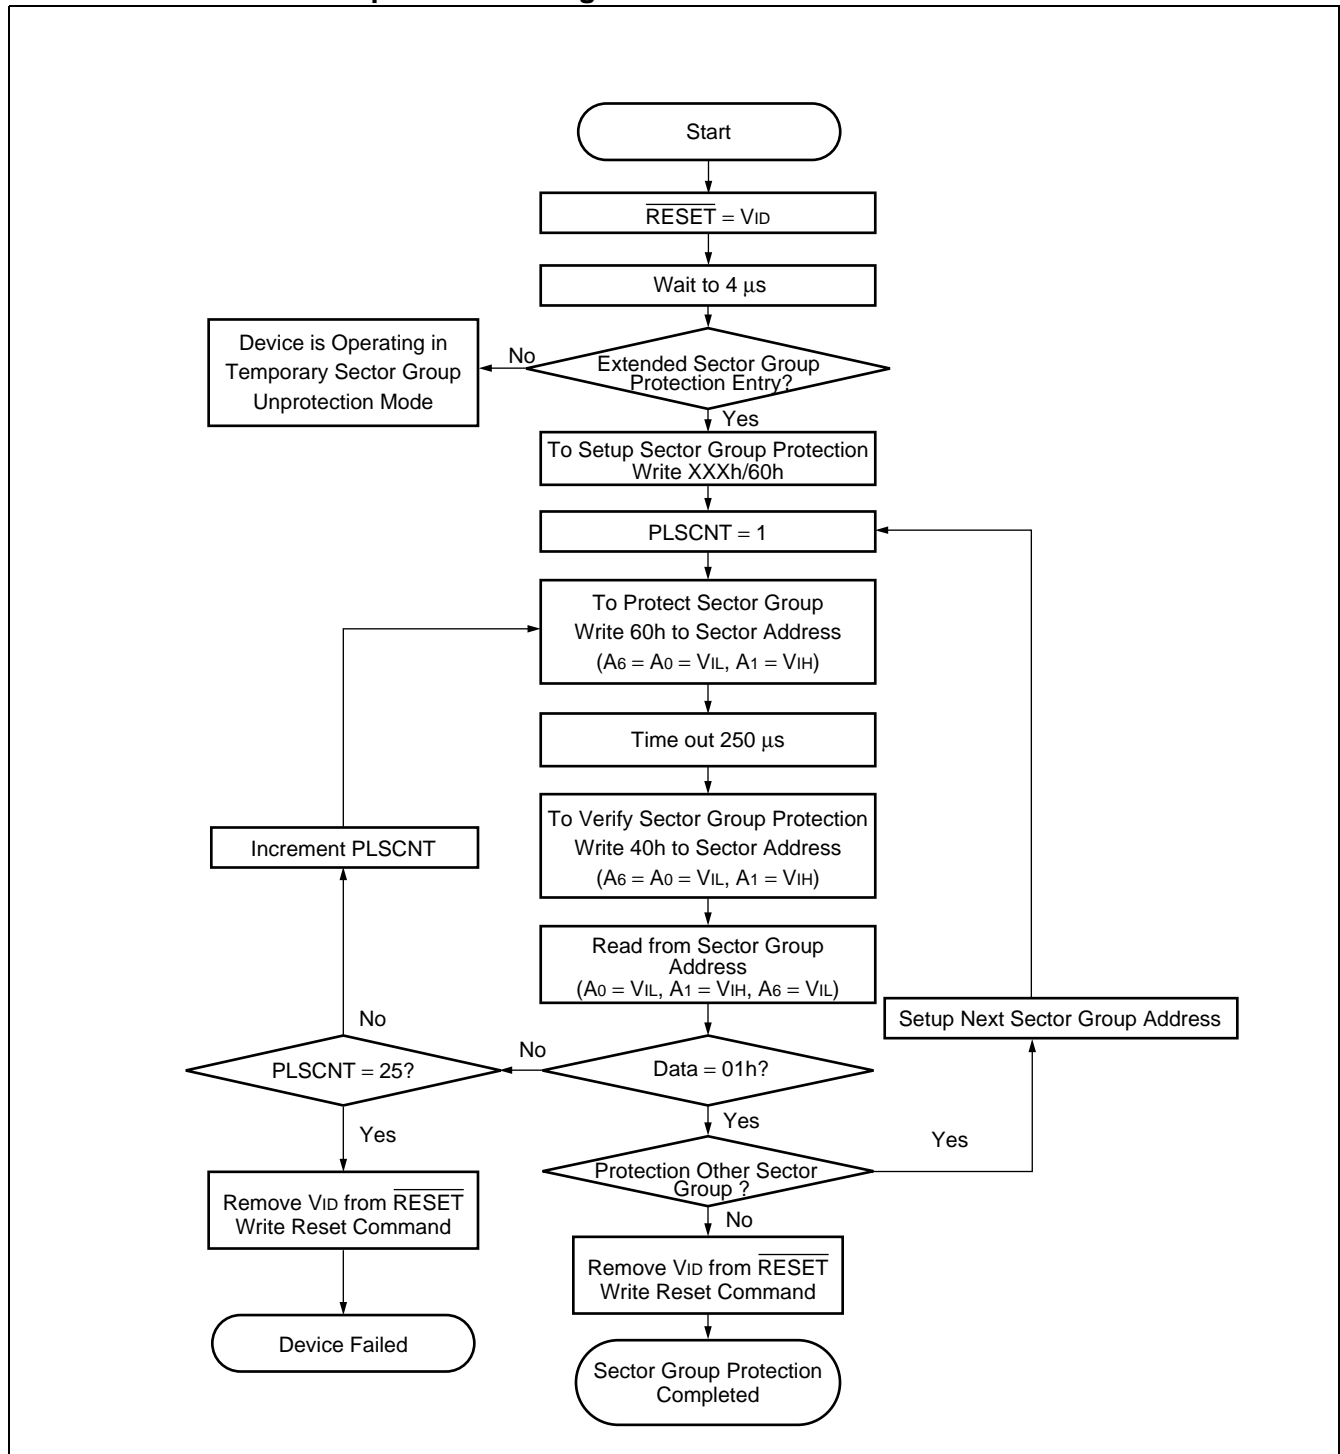 Start
RESET = VID
Wait to 4 μs
Device is Operating in
Temporary Sector Group
Unprotection Mode
No
Extended Sector Group
Protection Entry?
Yes
To Setup Sector Group Protection
Write XXXh/60h
PLSCNT = 1
To Protect Sector Group
Write 60h to Sector Address
(A6 = A0 = VIL, A1 = VIH)
Time out 250 μs
To Verify Sector Group Protection
Write 40h to Sector Address
(A6 = A0 = VIL, A1 = VIH)
Increment PLSCNT
Read from Sector Group
Address
(A0 = VIL, A1 = VIH, A6 = VIL)
Setup Next Sector Group Address
No
PLSCNT = 25?
No
Data = 01h?
Yes
Yes
Yes
Protection Other Sector
Group ?
No
Remove VID from RESET
Write Reset Command
Remove VID from RESET
Write Reset Command
Device Failed
Sector Group Protection
Completed